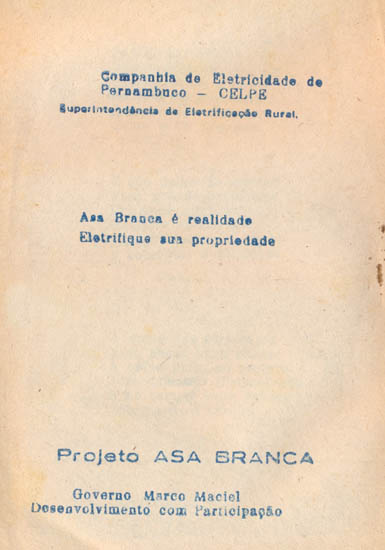 Companhia de Eletricidade de
Pernambuco — CELPE
Superintendência de Eletrificação Rural.
Asa Branca é realidade
Eletrifique sua propriedade
Projeto ASA BRANCA
Governo Marco Maciel
Desenvolvimento com Participação